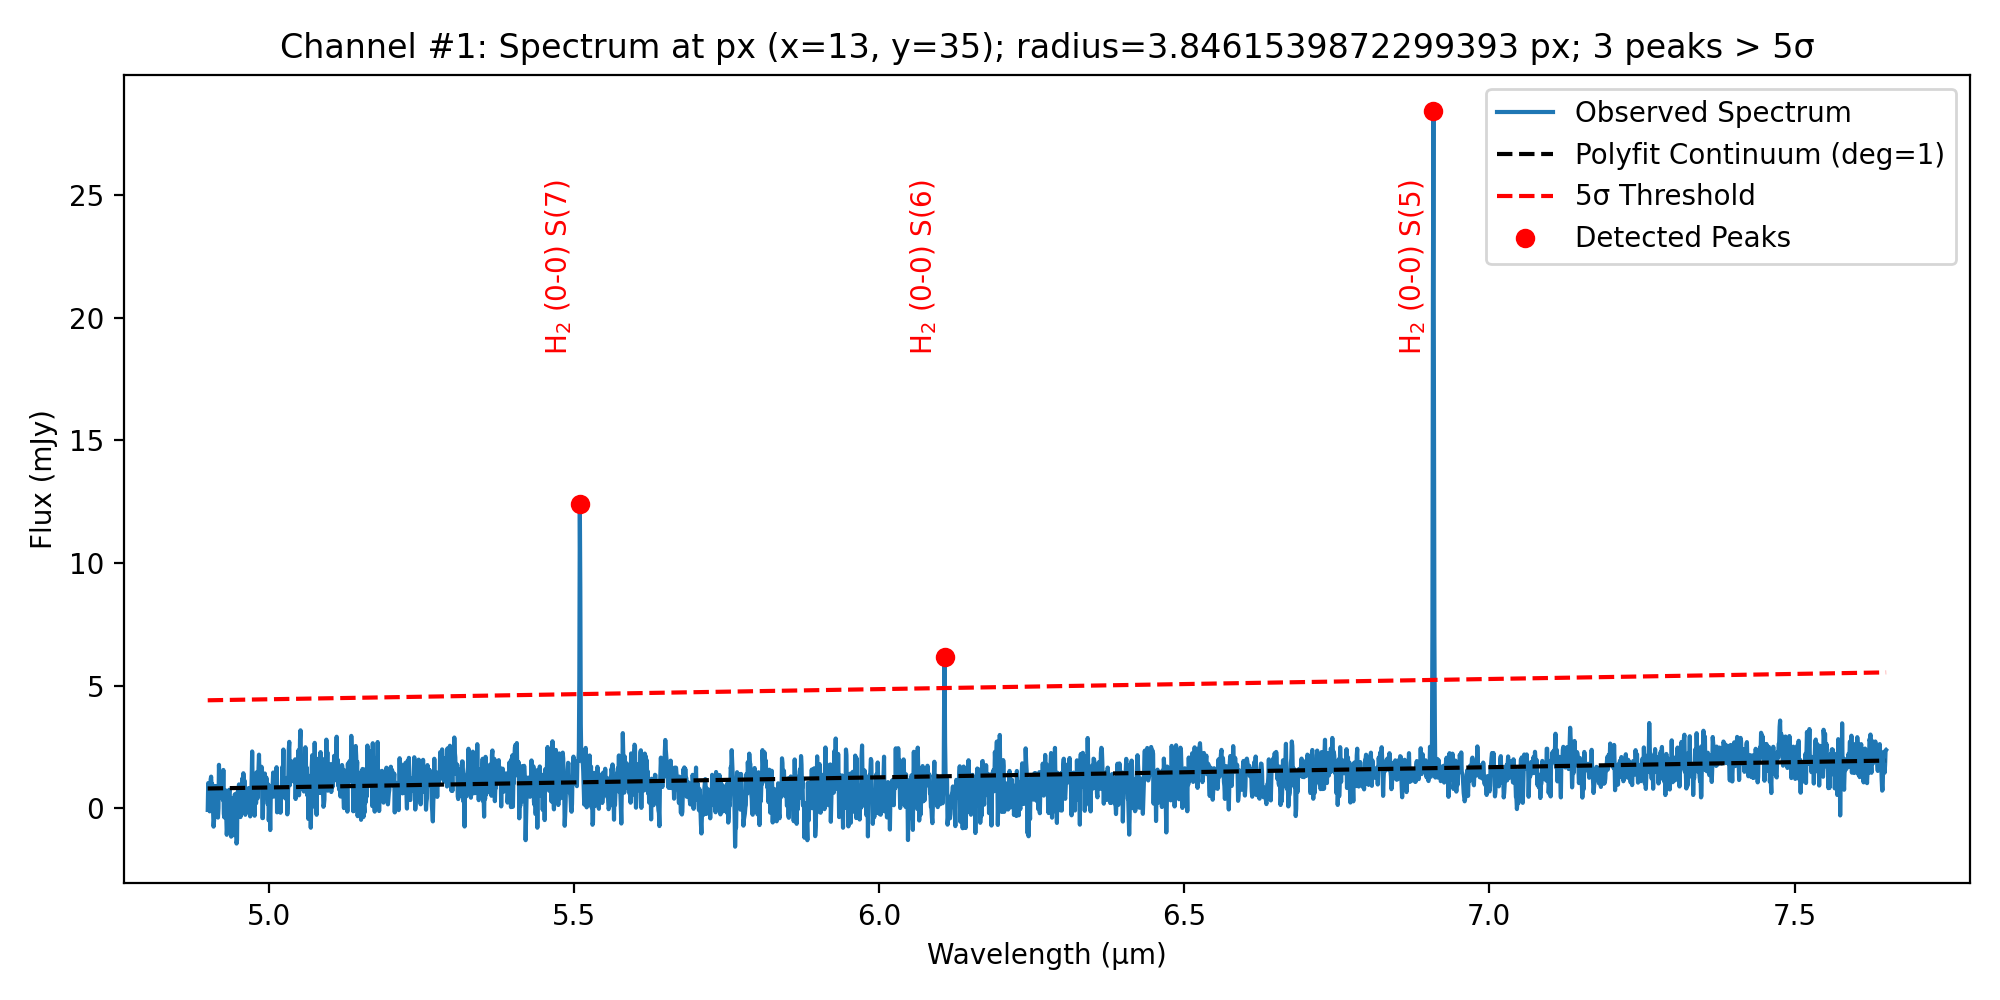 Channel #1: Spectrum at px (x=13, y=35); radius=3.8461539872299393 px; 3 peaks > 5σ
Observed Spectrum
Polyfit Continuum (deg=1)
5σ Threshold
Detected Peaks
H₂ (0-0) S(7)
H₂ (0-0) S(6)
H₂ (0-0) S(5)
Flux (mJy)
25
20
15
10
5
0
5.0 5.5 6.0 6.5 7.0 7.5
Wavelength (μm)